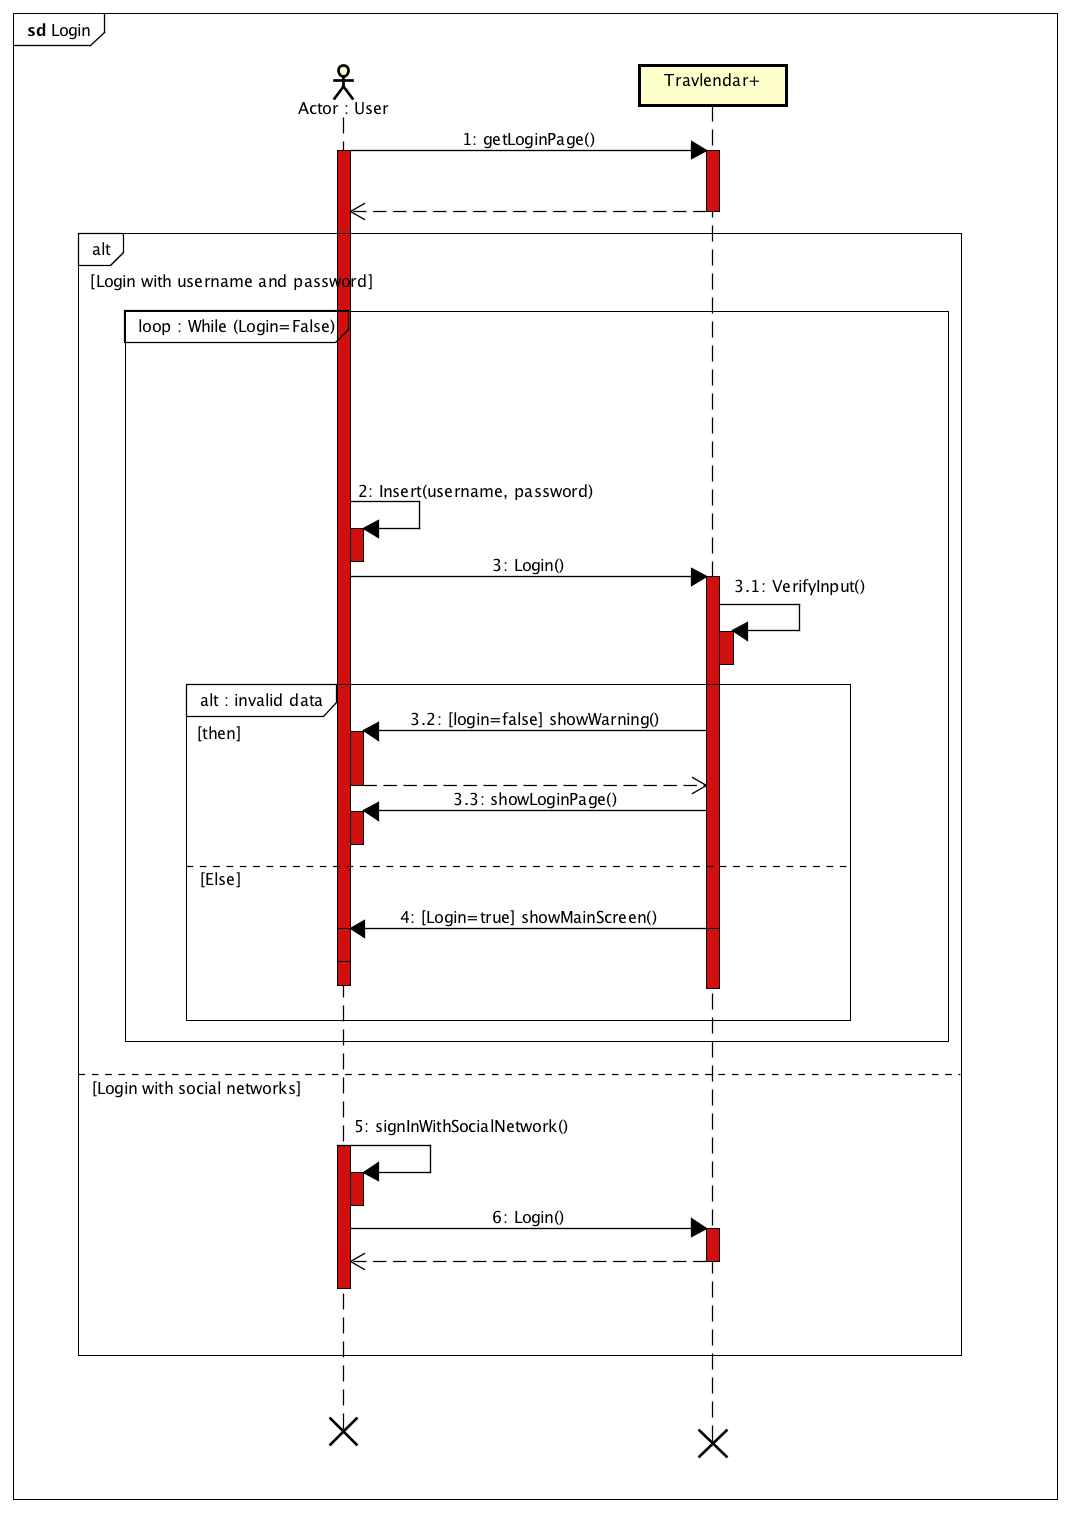 sd Login
Actor : User
Travlendar+
1: getLoginPage()
alt
[Login with username and password]
loop : While (Login=False)
2: Insert(username, password)
3: Login()
3.1: VerifyInput()
alt : invalid data
3.2: [login=false] showWarning()
[then]
3.3: showLoginPage()
[Else]
4: [Login=true] showMainScreen()
[Login with social networks]
5: signInWithSocialNetwork()
6: Login()